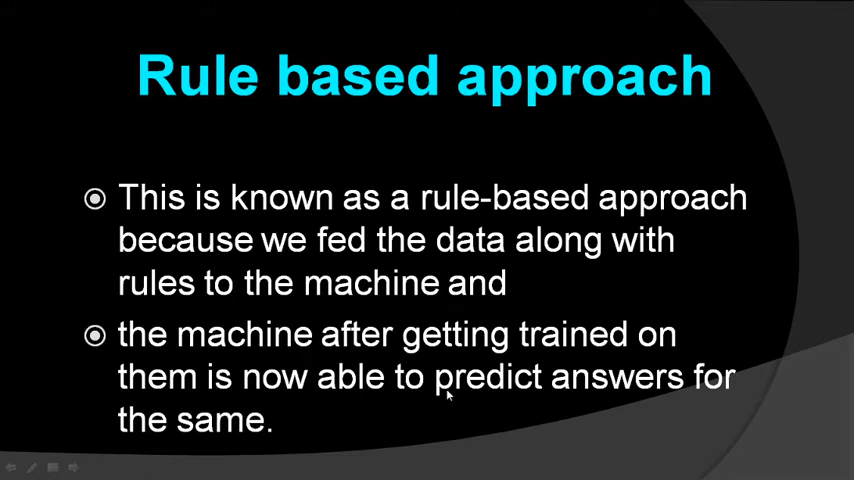 Rule based approach
This is known as a rule-based approach
because we fed the data along with
rules to the machine and
the machine after getting trained on
them is now able to predict answers for
the same.